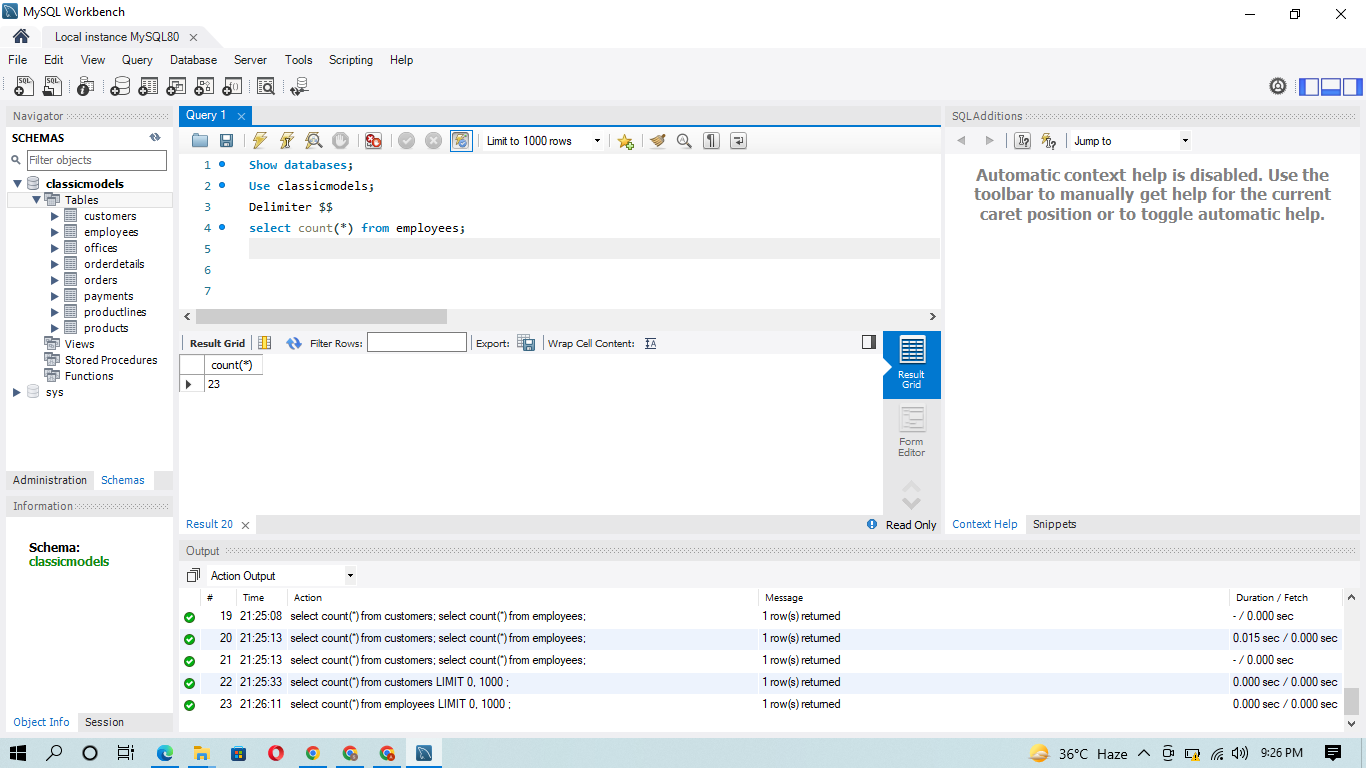 MySQL Workbench
Local instance MySQL80
File Edit View Query Database Server Tools Scripting Help
Navigator
SCHEMAS
Filter objects
classicmodels
Tables
customers
employees
offices
orderdetails
orders
payments
productlines
products
Views
Stored Procedures
Functions
sys
Administration Schemas
Information
Schema:
classicmodels
Object Info Session
Query 1
Limit to 1000 rows
1 Show databases;
2 Use classicmodels;
3 Delimiter $$
4 select count(*) from employees;
5
6
7
Result Grid Filter Rows: Export: Wrap Cell Content:
count(*)
23
Result Grid
Form Editor
Result 20
Read Only
SQLAdditions
Jump to
Automatic context help is disabled. Use the
toolbar to manually get help for the current
caret position or to toggle automatic help.
Context Help Snippets
Output
Action Output
# Time Action Message Duration / Fetch
19 21:25:08 select count(*) from customers; select count(*) from employees; 1 row(s) returned - / 0.000 sec
20 21:25:13 select count(*) from customers; select count(*) from employees; 1 row(s) returned 0.015 sec / 0.000 sec
21 21:25:13 select count(*) from customers; select count(*) from employees; 1 row(s) returned - / 0.000 sec
22 21:25:33 select count(*) from customers LIMIT 0, 1000 ; 1 row(s) returned 0.000 sec / 0.000 sec
23 21:26:11 select count(*) from employees LIMIT 0, 1000 ; 1 row(s) returned 0.000 sec / 0.000 sec
36°C Haze 9:26 PM